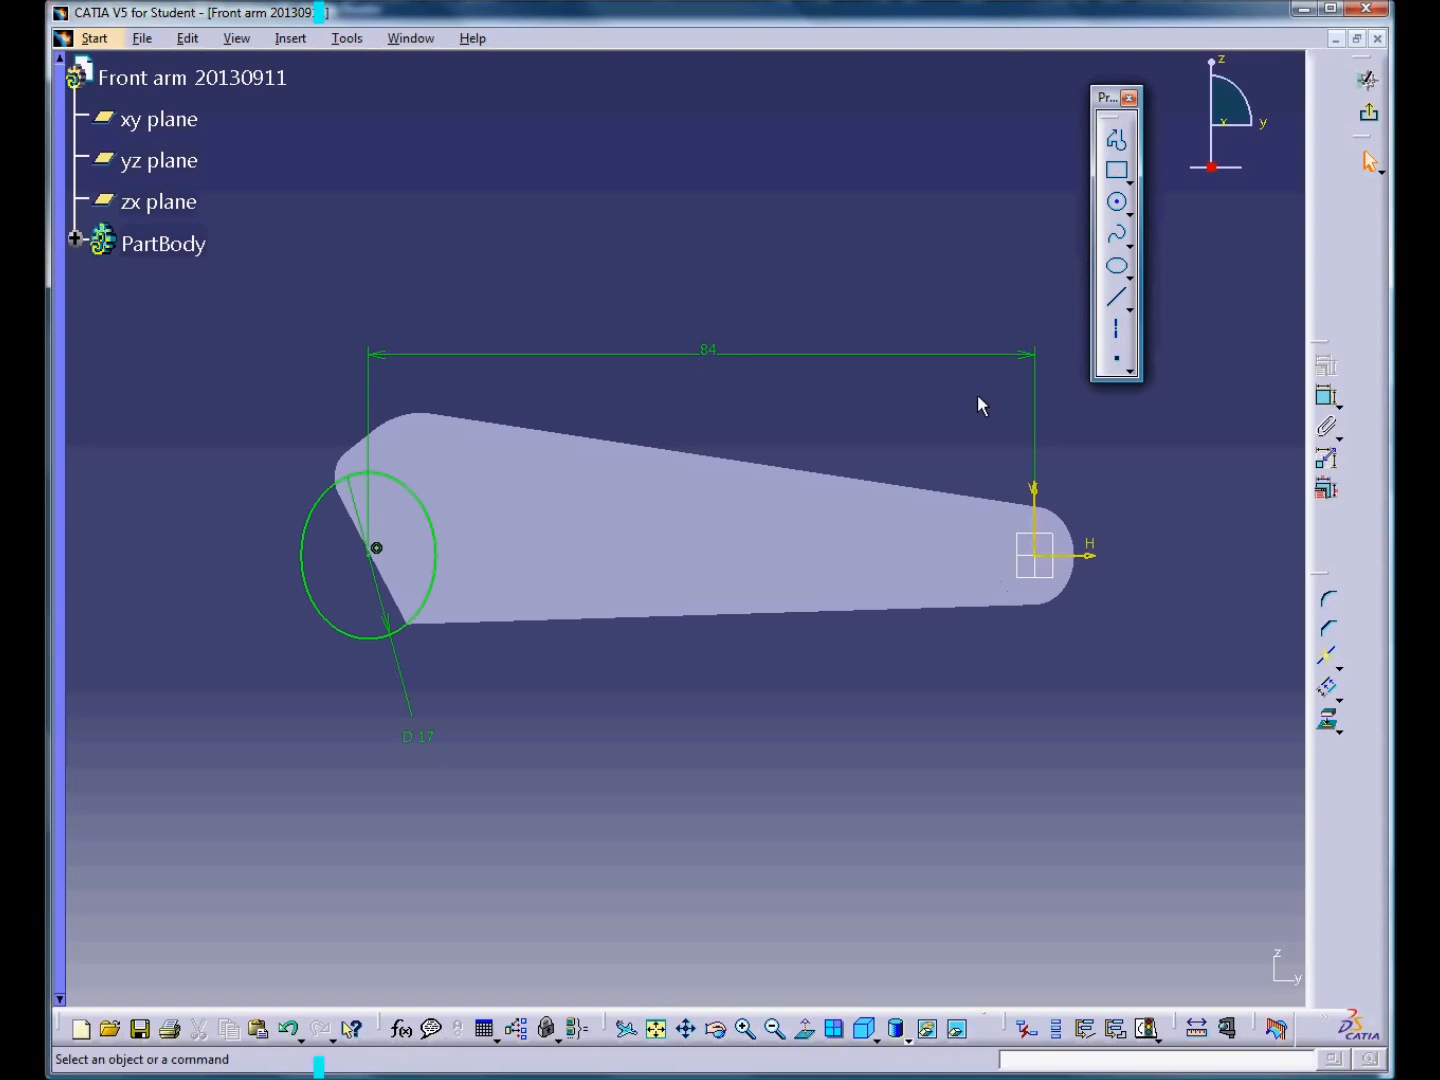 CATIA V5 for Student - [Front arm 2013091
Start File Edit View Insert Tools Window Help
Front arm 20130911
xy plane
yz plane
zx plane
PartBody
Pr...
z
x
y
84
V
H
D 17
z
y
f(x)
CATIA
Select an object or a command